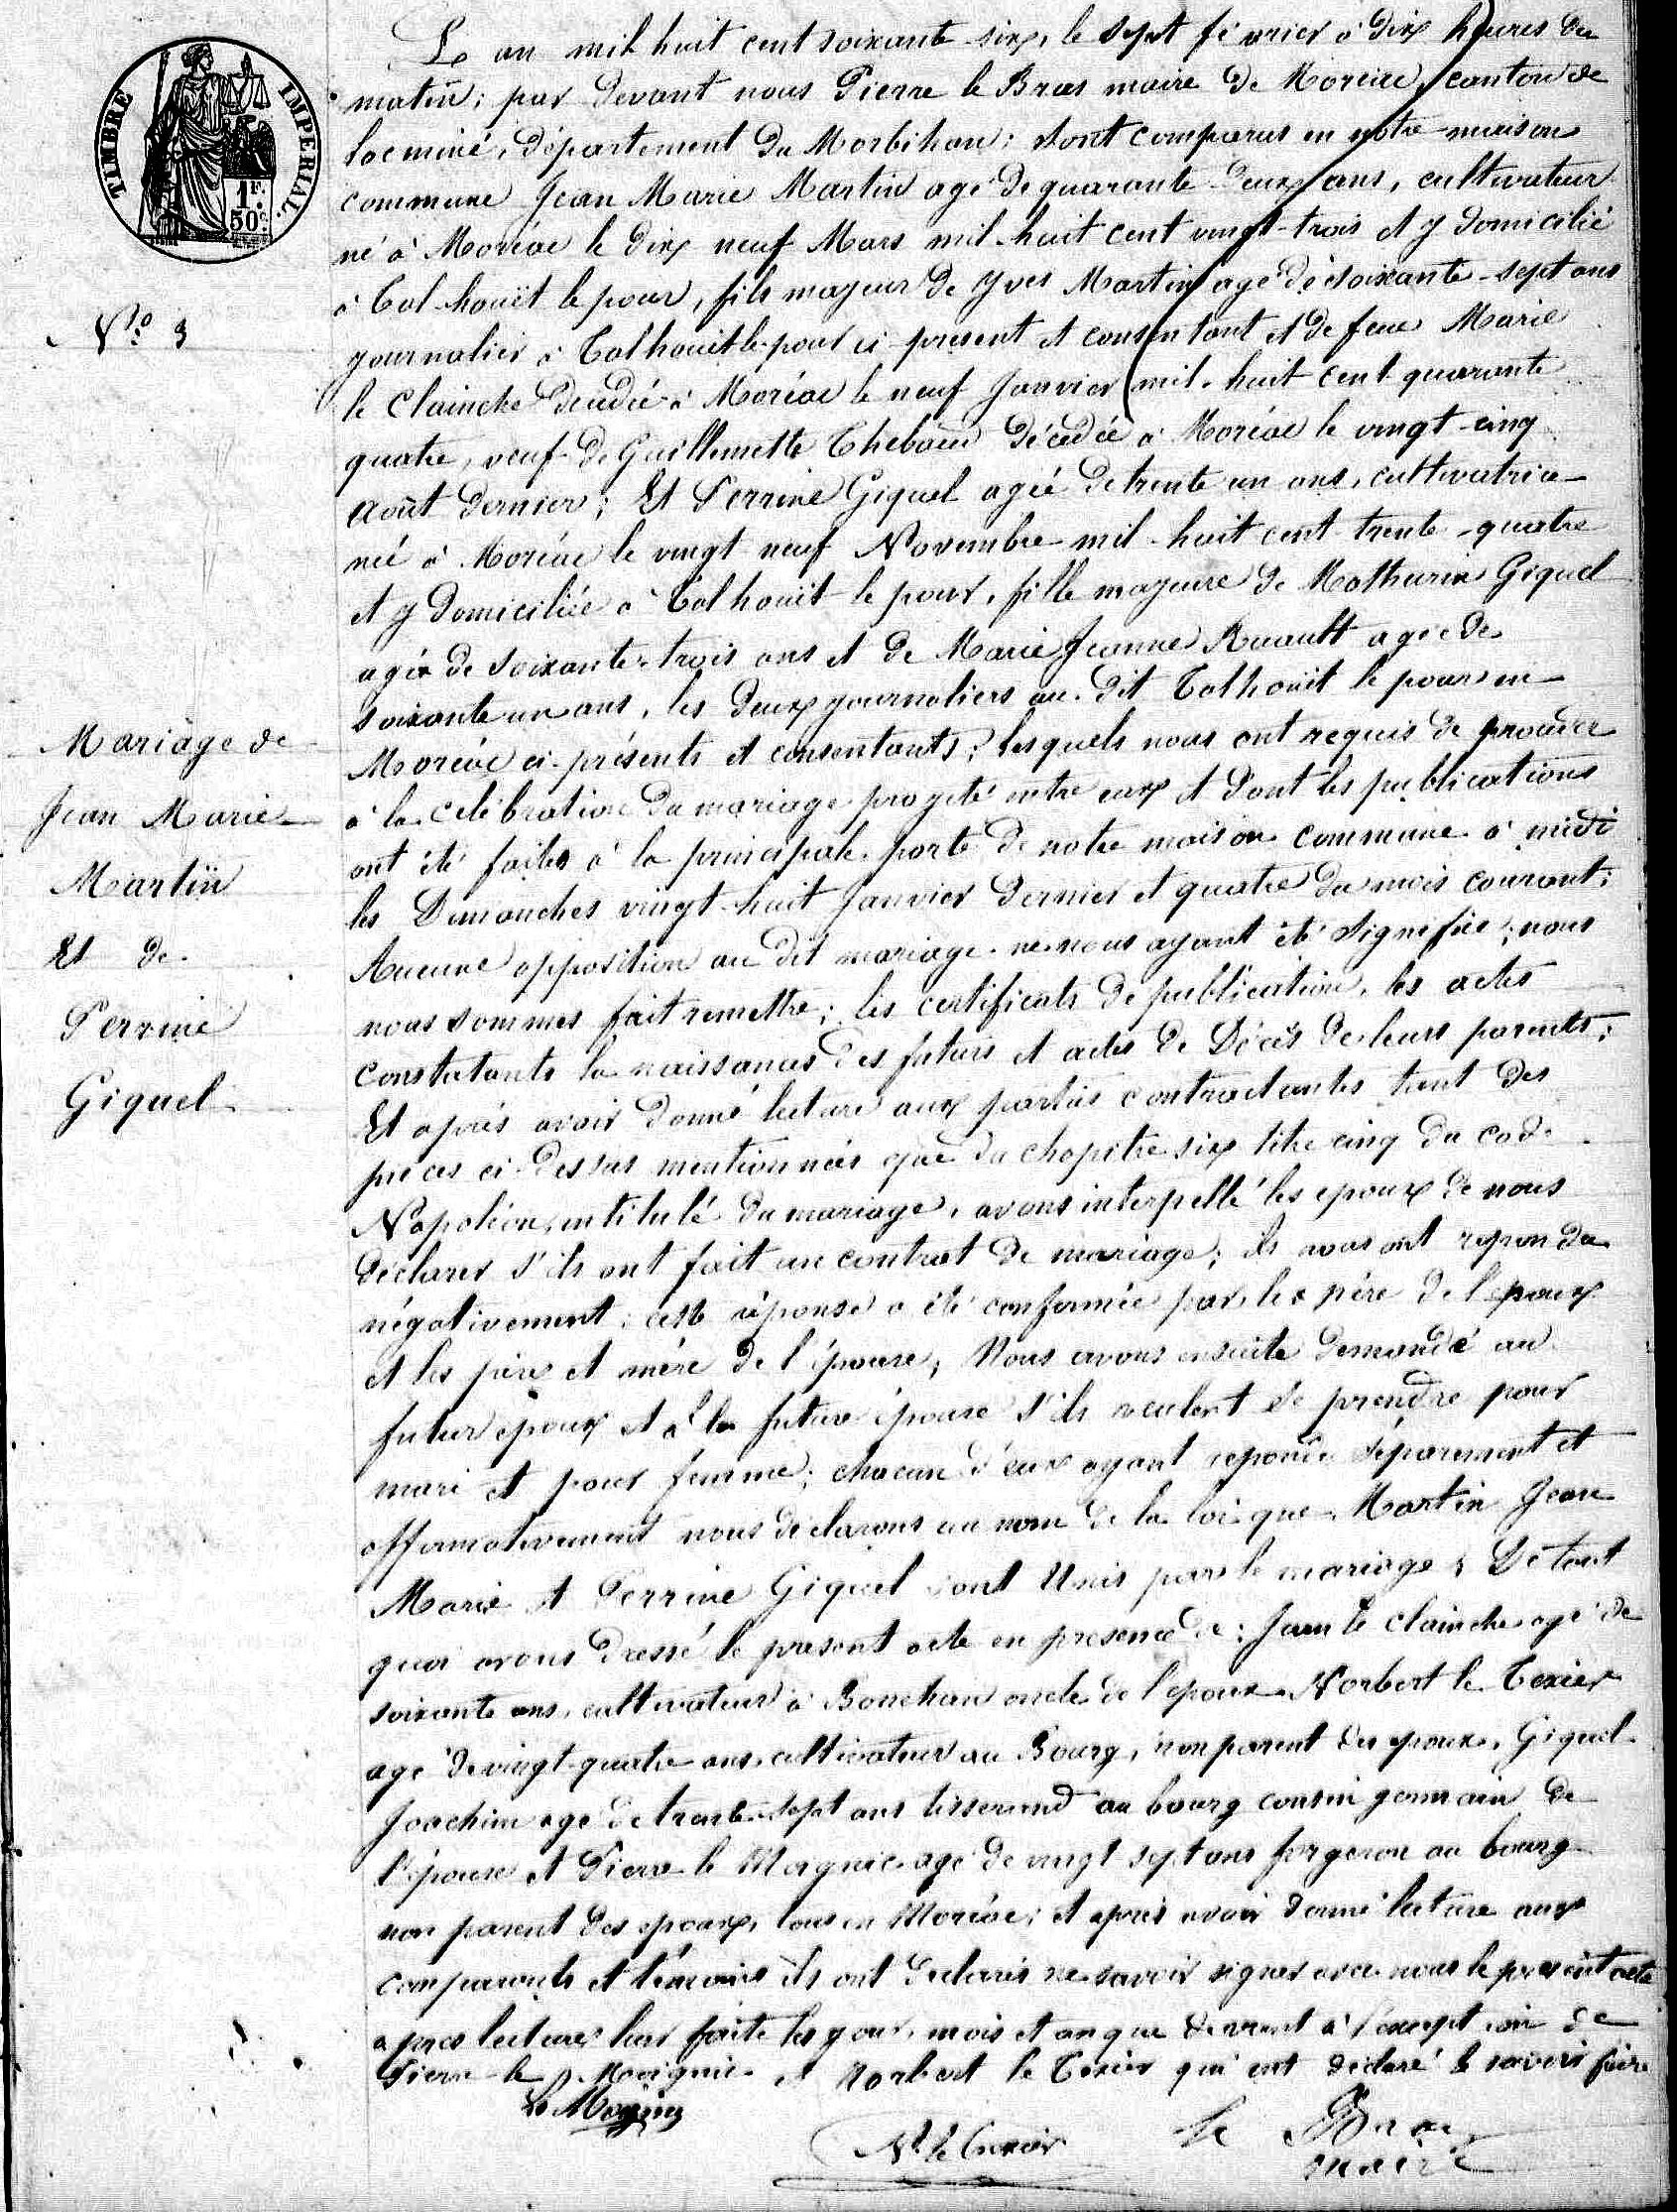 TIMBRE IMPERIAL.
1F.
50c.
N.o 3
Mariage de
Jean Marie
Martin
Et de
Perrine
Giquel
L an mil huit cent soixante-six, le sept février à dix heures du
matin; par devant nous Pierre le Bras maire de Moréac, canton de
Locminé, département du Morbihan; sont comparus en notre maison
commune Jean Marie Martin agé de quarante-deux ans, cultivateur
né à Moréac le dix neuf Mars mil-huit cent vingt-trois et y domicilié
à Tolhouët le pour, fils majeur de Yves Martin agé de soixante-sept ans
journalier à Tolhouët-le-pour ci-présent et consentant et de feue Marie
le Clainche décédée à Moréac le neuf Janvier mil-huit cent quarante
quatre, veuf de Guillemette Thebaud décédée à Moréac le vingt-cinq
août dernier; Et Perrine Giquel agée de trente un ans, cultivatrice
née à Moréac le vingt neuf Novembre mil-huit cent trente-quatre
et y domiciliée à Tolhouët-le pour, fille majeure de Mathurin Giquel
agée de soixante-trois ans et de Marie Jeanne Ruault agée de
soixante un ans, les deux journaliers au dit Tolhouët le pour en
Moréac ci-présents et consentants; lesquels nous ont requis de procéder
à la célébration du mariage projeté entre eux et dont les publications
ont été faites à la principale porte de notre maison commune à midi
les Dimanches vingt-huit Janvier dernier et quatre du mois courant;
Aucune opposition au dit mariage ne nous ayant été signifiée; nous
nous sommes fait remettre; les certificats de publication, les actes
constatants la naissances des futurs et actes de Décès de leurs parents;
Et après avoir donné lecture aux parties contractantes tant des
pièces ci-dessus mentionnées que du chapitre six titre cinq du code
Napoléon, intitulé du mariage, avons interpellé les époux de nous
déclarer s'ils ont fait un contrat de mariage; ils nous ont repondu
négativement; cette réponse a été confirmée par le père de l'époux
et les père et mère de l'épouse; Nous avons ensuite demandé au
futur époux et à la future épouse s'ils veulent se prendre pour
mari et pour femme; chacun d'eux ayant repondu séparement et
affirmativement nous déclarons au nom de la loi que Martin Jean
Marie et Perrine Giquel sont Unis par le mariage; De tout
quoi avons dressé le présent acte en présence de: Jean le Clainche agé de
soixante ans, cultivateur à Bonehan oncle de l'époux Norbert le Texier
agé de vingt-quatre ans cultivateur au Bourg, non parent des époux, Giquel
Joachim agé de trente-sept ans tisserand au bourg cousin germain de
l'épouse et Pierre le Moignic agé de vingt sept ans forgeron au bourg
non parent des époux, tous en Moréac; et après avoir donné lecture aux
comparants et témoins ils ont déclarés ne savoir signer avec nous le présent acte
après lecture leur faite les jour, mois et an que devant à l'exception de
Pierre le Moignic et Norbert le Texier qui ont déclaré le savoir faire
Le Moignic
N. le Texier
le Bras
maire